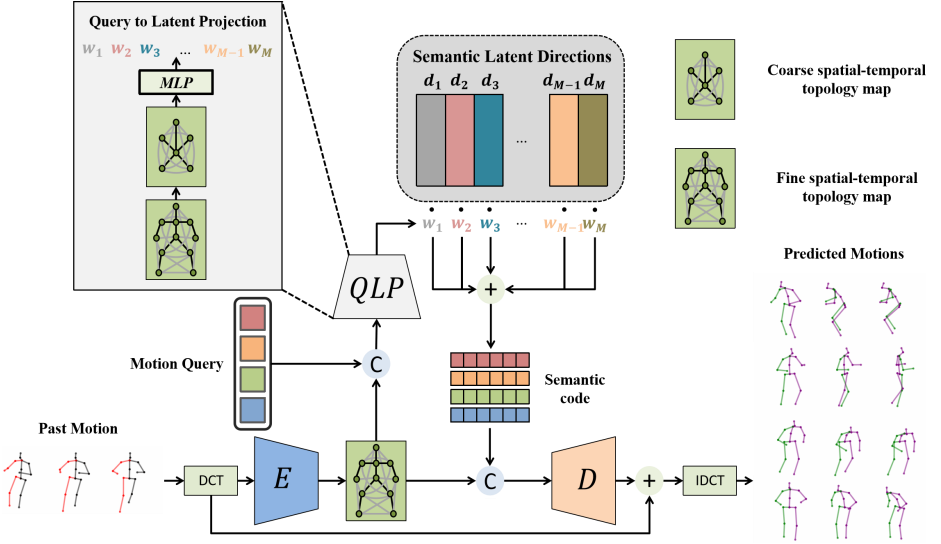 Query to Latent Projection
w1 w2 w3 ... wM−1 wM
MLP
Semantic Latent Directions
d1 d2 d3 dM−1 dM
...
w1 w2 w3 ... wM−1 wM
Coarse spatial-temporal
topology map
Fine spatial-temporal
topology map
Predicted Motions
QLP
+
Motion Query
C
Semantic
code
Past Motion
DCT
E
C
D
+
IDCT